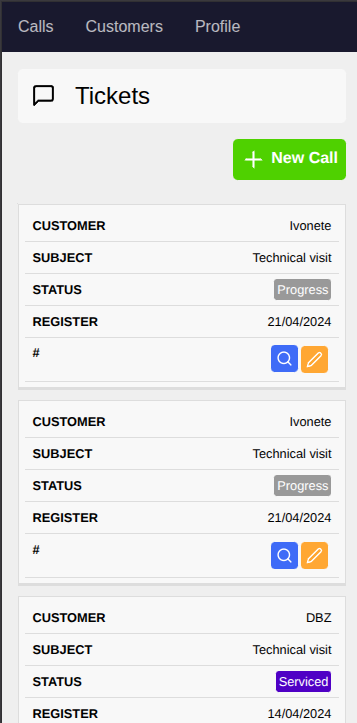 Calls Customers Profile
Tickets
New Call
CUSTOMER Ivonete
SUBJECT Technical visit
STATUS Progress
REGISTER 21/04/2024
#
CUSTOMER Ivonete
SUBJECT Technical visit
STATUS Progress
REGISTER 21/04/2024
#
CUSTOMER DBZ
SUBJECT Technical visit
STATUS Serviced
REGISTER 14/04/2024